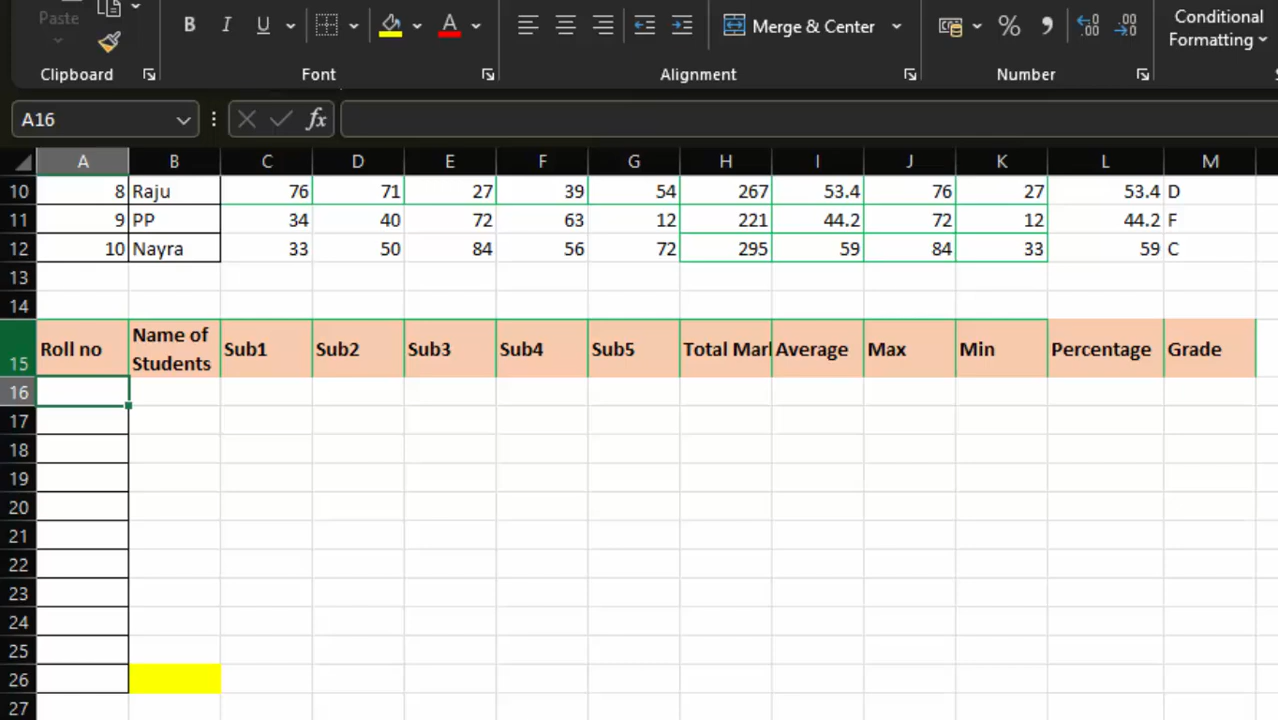 Paste
B I U A
Merge & Center
% ,
Conditional
Formatting
Clipboard Font Alignment Number
A16 fx
A B C D E F G H I J K L M
10 8 Raju 76 71 27 39 54 267 53.4 76 27 53.4 D
11 9 PP 34 40 72 63 12 221 44.2 72 12 44.2 F
12 10 Nayra 33 50 84 56 72 295 59 84 33 59 C
13
14
15 Roll no Name of Students Sub1 Sub2 Sub3 Sub4 Sub5 Total Marl Average Max Min Percentage Grade
16
17
18
19
20
21
22
23
24
25
26
27